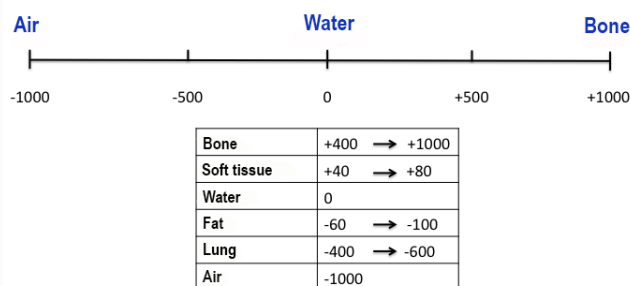 Air Water Bone
-1000 -500 0 +500 +1000
Bone +400 → +1000
Soft tissue +40 → +80
Water 0
Fat -60 → -100
Lung -400 → -600
Air -1000